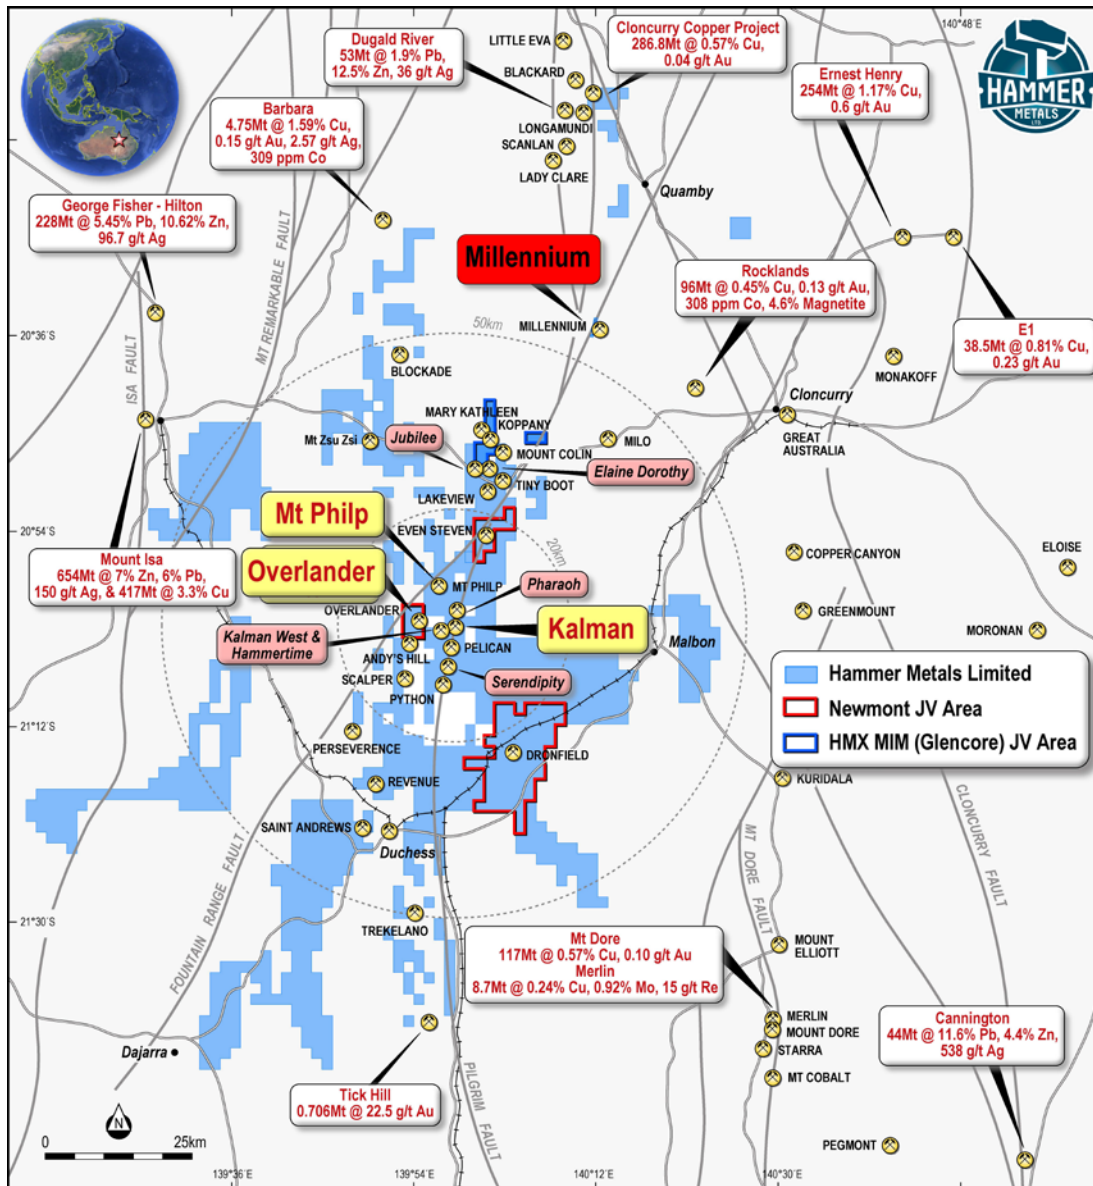 140°48´E
HAMMER
METALS
LTD
LITTLE EVA
Cloncurry Copper Project
286.8Mt @ 0.57% Cu,
0.04 g/t Au
Dugald River
53Mt @ 1.9% Pb,
12.5% Zn, 36 g/t Ag
BLACKARD
Ernest Henry
254Mt @ 1.17% Cu,
0.6 g/t Au
Barbara
4.75Mt @ 1.59% Cu,
0.15 g/t Au, 2.57 g/t Ag,
309 ppm Co
LONGAMUNDI
SCANLAN
LADY CLARE
Quamby
George Fisher - Hilton
228Mt @ 5.45% Pb, 10.62% Zn,
96.7 g/t Ag
MT REMARKABLE FAULT
Millennium
Rocklands
96Mt @ 0.45% Cu, 0.13 g/t Au,
308 ppm Co, 4.6% Magnetite
E1
38.5Mt @ 0.81% Cu,
0.23 g/t Au
20°36´S
50km
MILLENNIUM
ISA FAULT
BLOCKADE
MONAKOFF
Cloncurry
MARY KATHLEEN
KOPPANY
Mt Zsu Zsi
Jubilee
MOUNT COLIN
MILO
GREAT
AUSTRALIA
Elaine Dorothy
TINY BOOT
LAKEVIEW
Mt Philp
20°54´S
EVEN STEVEN
20km
Mount Isa
654Mt @ 7% Zn, 6% Pb,
150 g/t Ag, & 417Mt @ 3.3% Cu
COPPER CANYON
ELOISE
Overlander
MT PHILP
Pharaoh
OVERLANDER
GREENMOUNT
Kalman
MORONAN
Kalman West &
Hammertime
Malbon
ANDY'S HILL
PELICAN
SCALPER
Serendipity
PYTHON
Hammer Metals Limited
Newmont JV Area
HMX MIM (Glencore) JV Area
21°12´S
PERSEVERENCE
DRONFIELD
REVENUE
KURIDALA
SAINT ANDREWS
Duchess
MT DORE FAULT
CLONCURRY FAULT
FOUNTAIN RANGE FAULT
21°30´S
TREKELANO
Mt Dore
117Mt @ 0.57% Cu, 0.10 g/t Au
Merlin
8.7Mt @ 0.24% Cu, 0.92% Mo, 15 g/t Re
MOUNT
ELLIOTT
MERLIN
MOUNT DORE
STARRA
Cannington
44Mt @ 11.6% Pb, 4.4% Zn,
538 g/t Ag
Dajarra
MT COBALT
Tick Hill
0.706Mt @ 22.5 g/t Au
PILGRIM FAULT
N
0
25km
PEGMONT
139°36´E
139°54´E
140°12´E
140°30´E